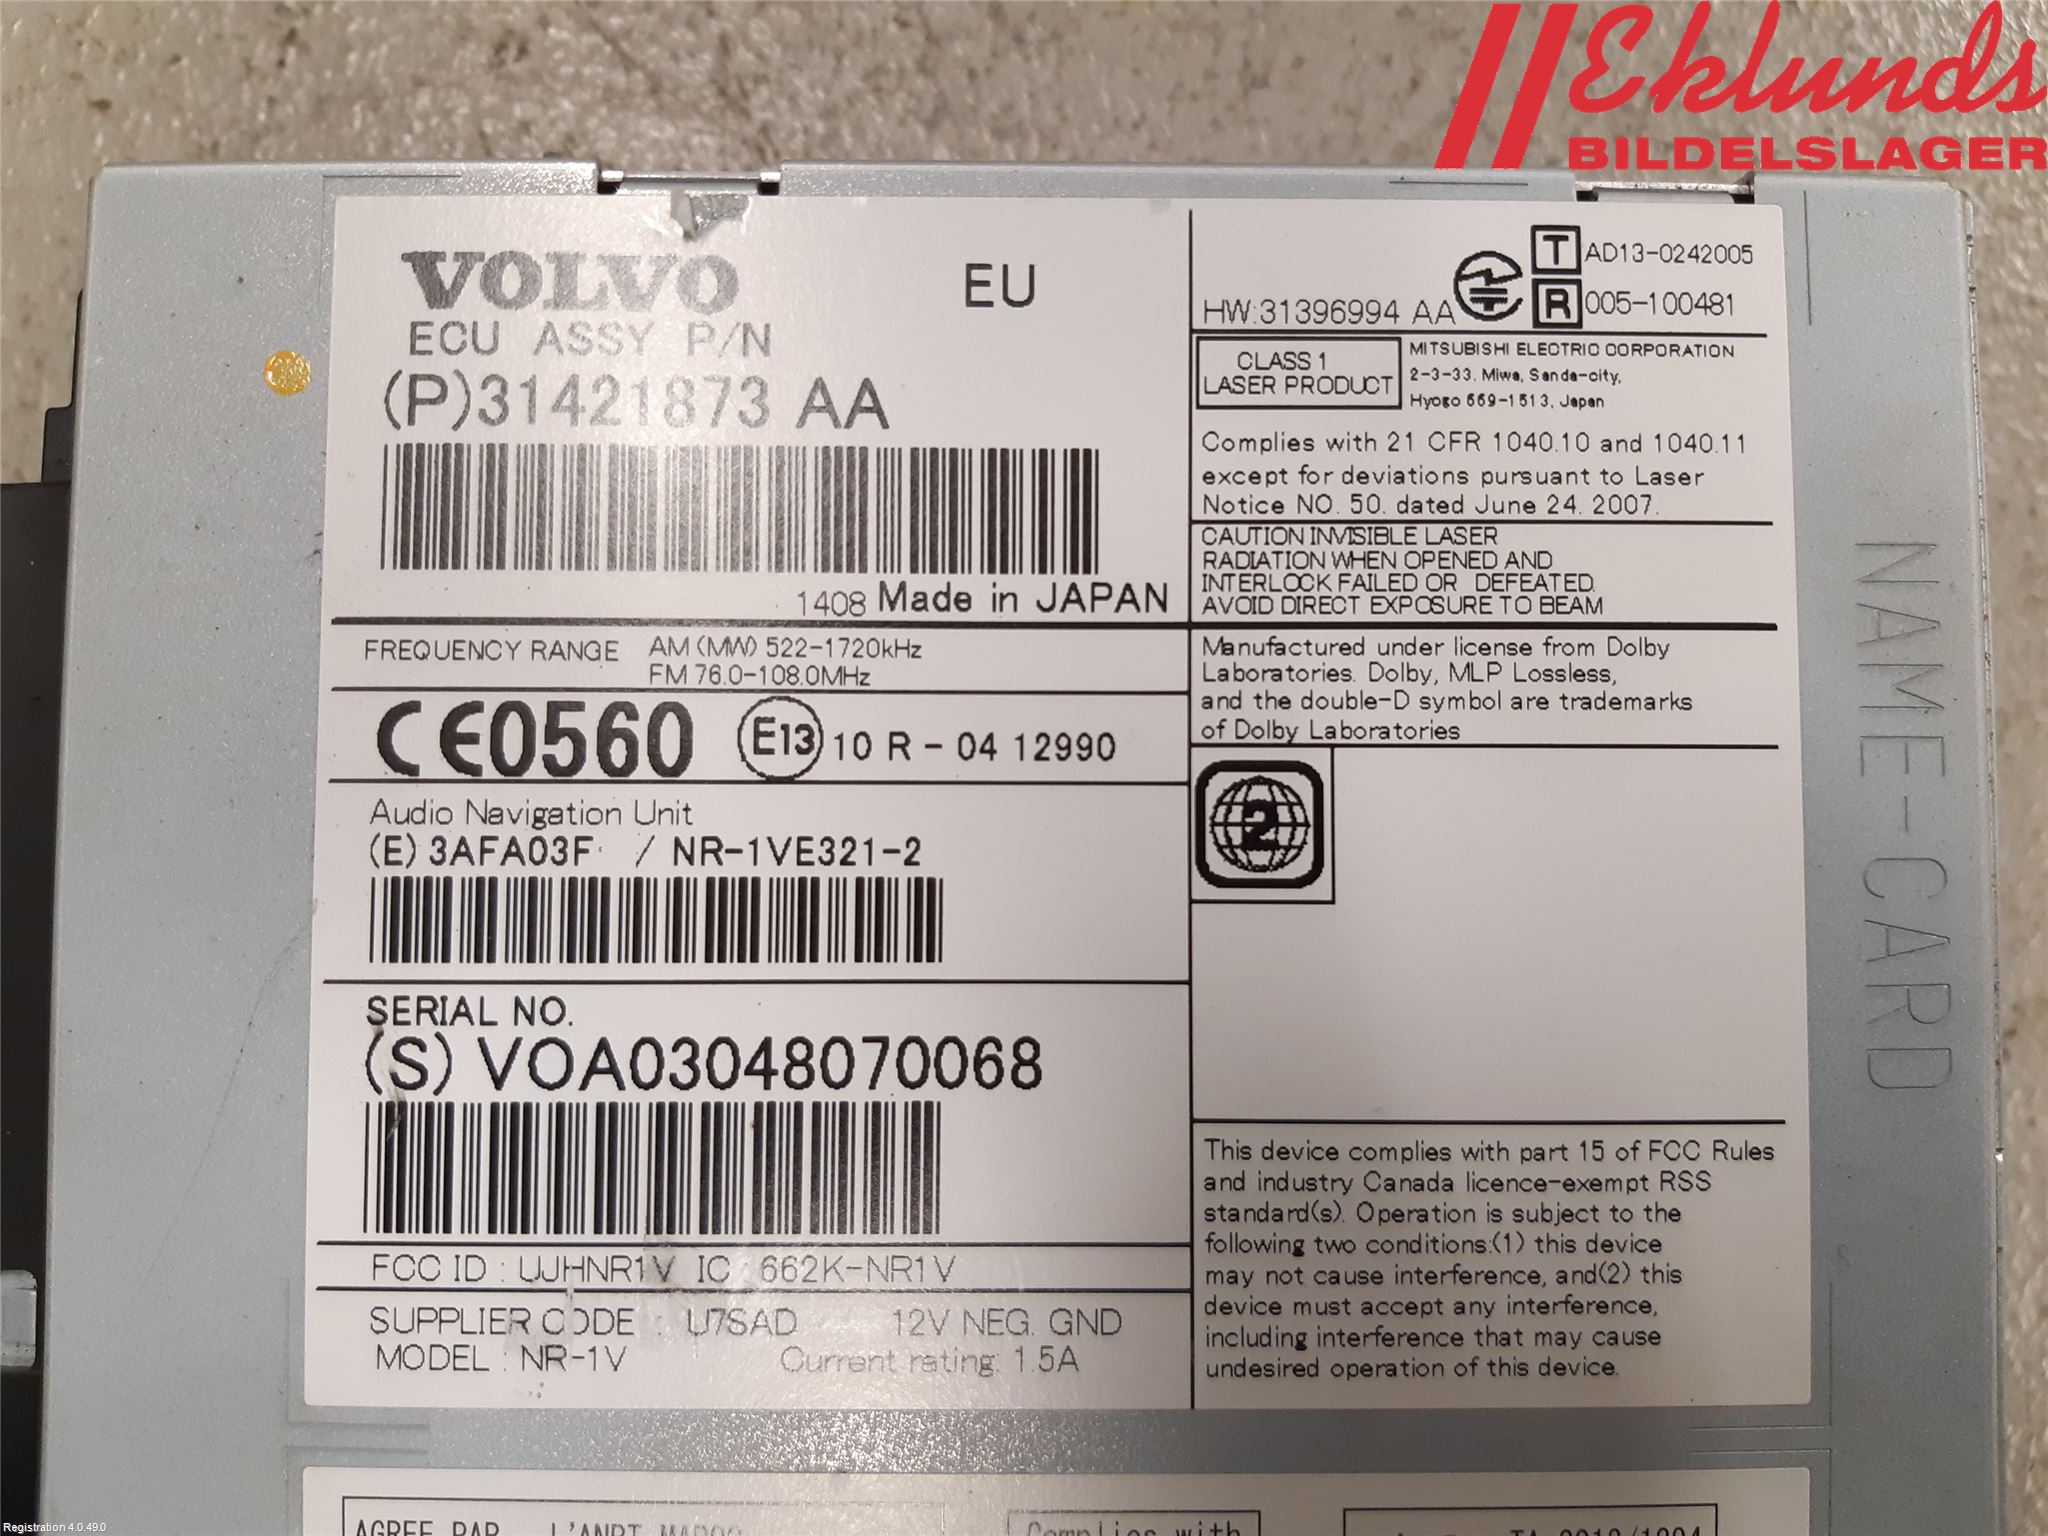 Eklunds
BILDELSLAGER
VOLVO EU
ECU ASSY P/N
(P)31421873 AA
1408 Made in JAPAN
FREQUENCY RANGE AM (MW) 522-1720kHz
FM 76.0-108.0MHz
CE0560 E13 10 R - 04 12990
Audio Navigation Unit
(E) 3AFA03F / NR-1VE321-2
SERIAL NO.
(S) VOA03048070068
FCC ID : UJHNR1V IC : 662K-NR1V
SUPPLIER CODE : U7SAD 12V NEG. GND
MODEL : NR-1V Current rating: 1.5A
T AD13-0242005
HW:31396994 AA R 005-100481
CLASS 1
LASER PRODUCT
MITSUBISHI ELECTRIC CORPORATION
2-3-33. Miwa, Sanda-city,
Hyogo 669-1513, Japan
Complies with 21 CFR 1040.10 and 1040.11
except for deviations pursuant to Laser
Notice NO. 50. dated June 24. 2007.
CAUTION INVISIBLE LASER
RADIATION WHEN OPENED AND
INTERLOCK FAILED OR DEFEATED.
AVOID DIRECT EXPOSURE TO BEAM
Manufactured under license from Dolby
Laboratories. Dolby, MLP Lossless,
and the double-D symbol are trademarks
of Dolby Laboratories
2
This device complies with part 15 of FCC Rules
and industry Canada licence-exempt RSS
standard(s). Operation is subject to the
following two conditions:(1) this device
may not cause interference, and(2) this
device must accept any interference,
including interference that may cause
undesired operation of this device.
NAME-CARD
AGREE PAR L'ANRT MAROC
Complies with
Registration 4.0.49.0